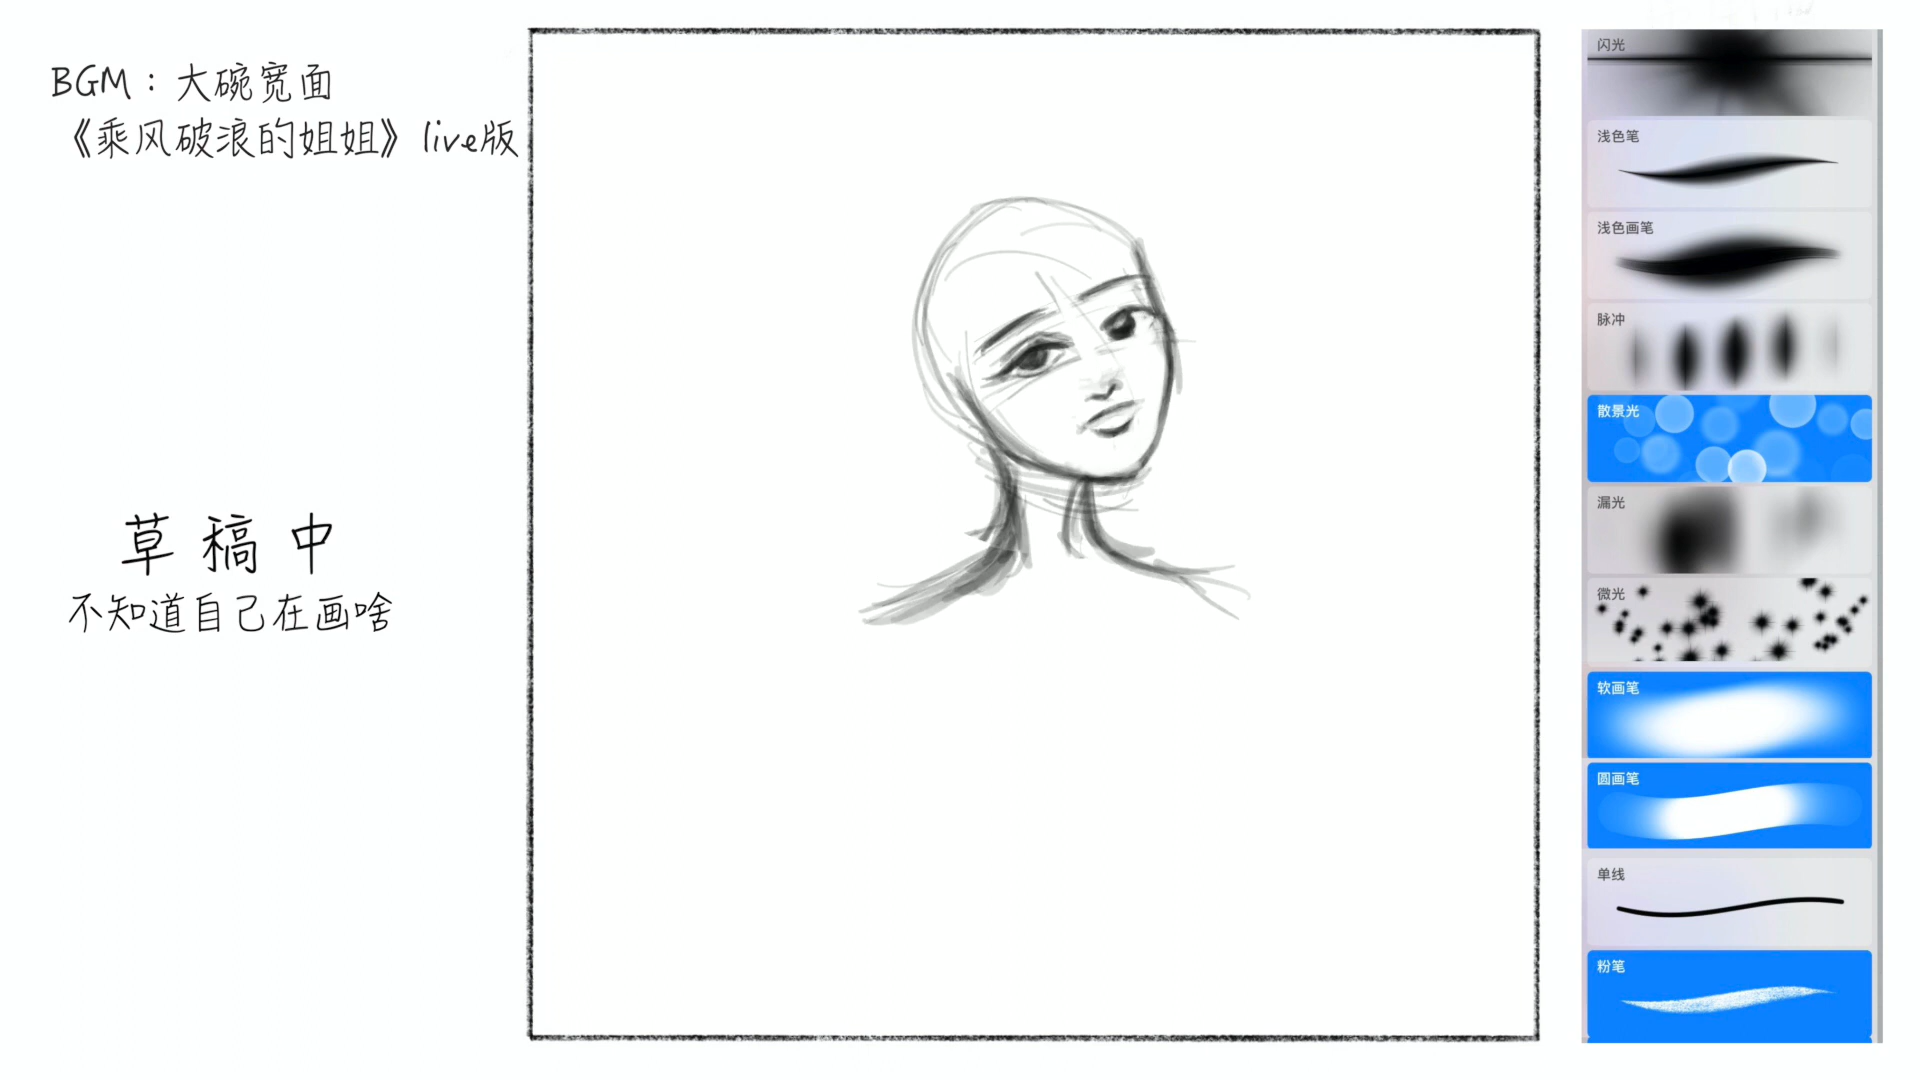 BGM：大碗宽面
《乘风破浪的姐姐》live版
草稿中
不知道自己在画啥
闪光
浅色笔
浅色画笔
脉冲
散景光
漏光
微光
软画笔
圆画笔
单线
粉笔